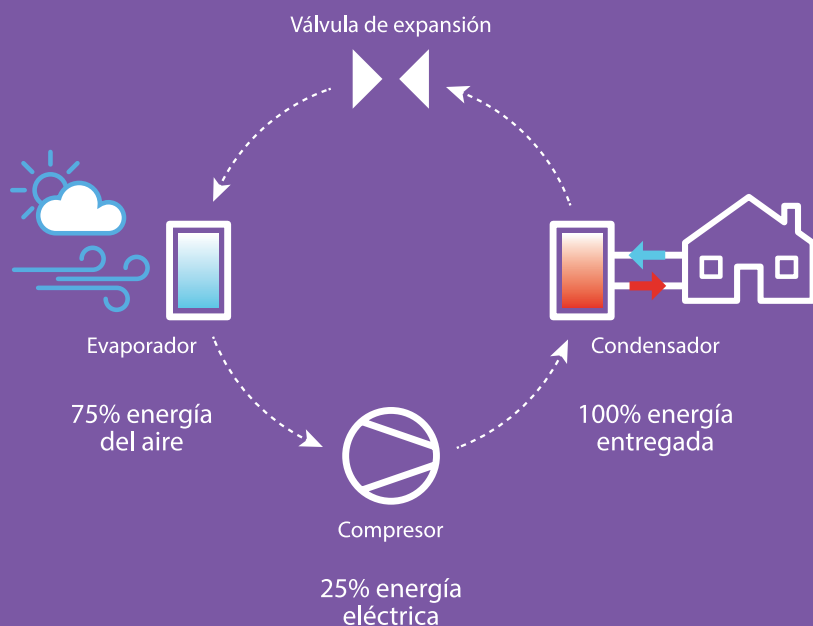 Válvula de expansión
Evaporador
Condensador
75% energía
del aire
100% energía
entregada
Compresor
25% energía
eléctrica